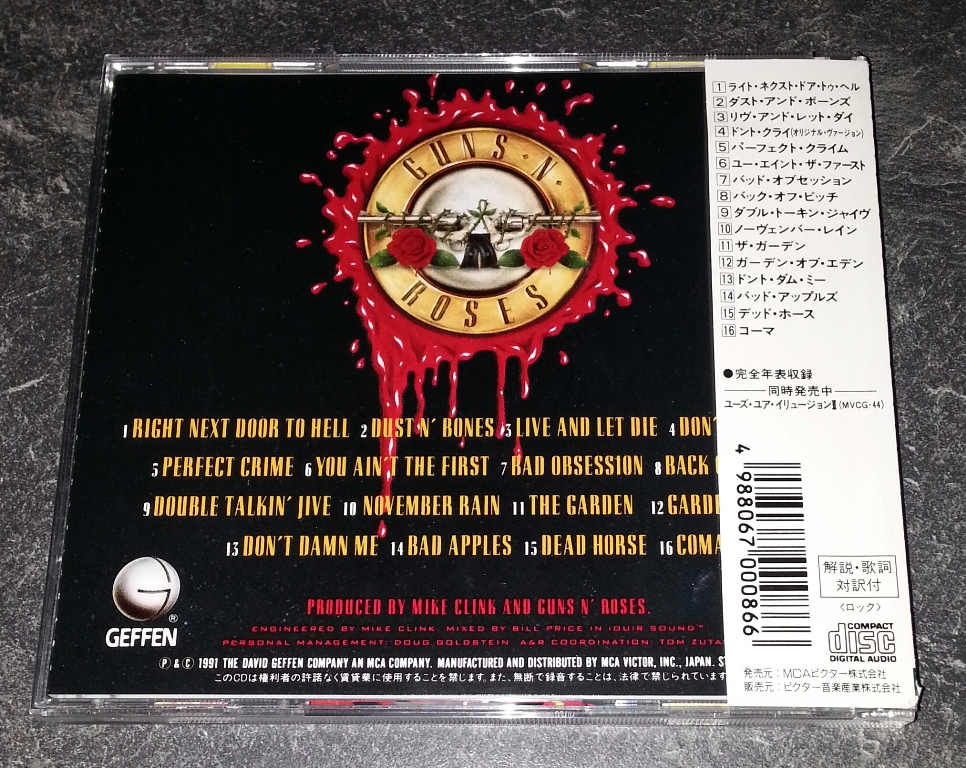 GUNS·N·
ROSES
1 RIGHT NEXT DOOR TO HELL 2 DUST N' BONES 3 LIVE AND LET DIE 4 DON'
5 PERFECT CRIME 6 YOU AIN'T THE FIRST 7 BAD OBSESSION 8 BACK
9 DOUBLE TALKIN' JIVE 10 NOVEMBER RAIN 11 THE GARDEN 12 GARDE
13 DON'T DAMN ME 14 BAD APPLES 15 DEAD HORSE 16 COMA
PRODUCED BY MIKE CLINK AND GUNS N' ROSES.
ENGINEERED BY MIKE CLINK. MIXED BY BILL PRICE IN (OUIR SOUND™
PERSONAL MANAGEMENT: DOUG GOLDSTEIN. A&R COORDINATION: TOM ZUTA
℗ & © 1991 THE DAVID GEFFEN COMPANY AN MCA COMPANY. MANUFACTURED AND DISTRIBUTED BY MCA VICTOR, INC., JAPAN.
このCDは権利者の許諾なく賃貸業に使用することを禁じます。また、無断で録音することは、法律で禁じられています
GEFFEN®
1 ライト・ネクスト・ドア・トゥ・ヘル
2 ダスト・アンド・ボーンズ
3 リヴ・アンド・レット・ダイ
4 ドント・クライ(オリジナル・ヴァージョン)
5 パーフェクト・クライム
6 ユー・エイント・ザ・ファースト
7 バッド・オブセッション
8 バック・オフ・ビッチ
9 ダブル・トーキン・ジャイヴ
10 ノーヴェンバー・レイン
11 ザ・ガーデン
12 ガーデン・オブ・エデン
13 ドント・ダム・ミー
14 バッド・アップルズ
15 デッド・ホース
16 コーマ
●完全年表収録
同時発売中
ユーズ・ユア・イリュージョンⅡ(MVCG-44)
4 988067 000866
解説・歌詞
対訳付
〈ロック〉
COMPACT
disc
DIGITAL AUDIO
発売元：MCAビクター株式会社
販売元：ビクター音楽産業株式会社